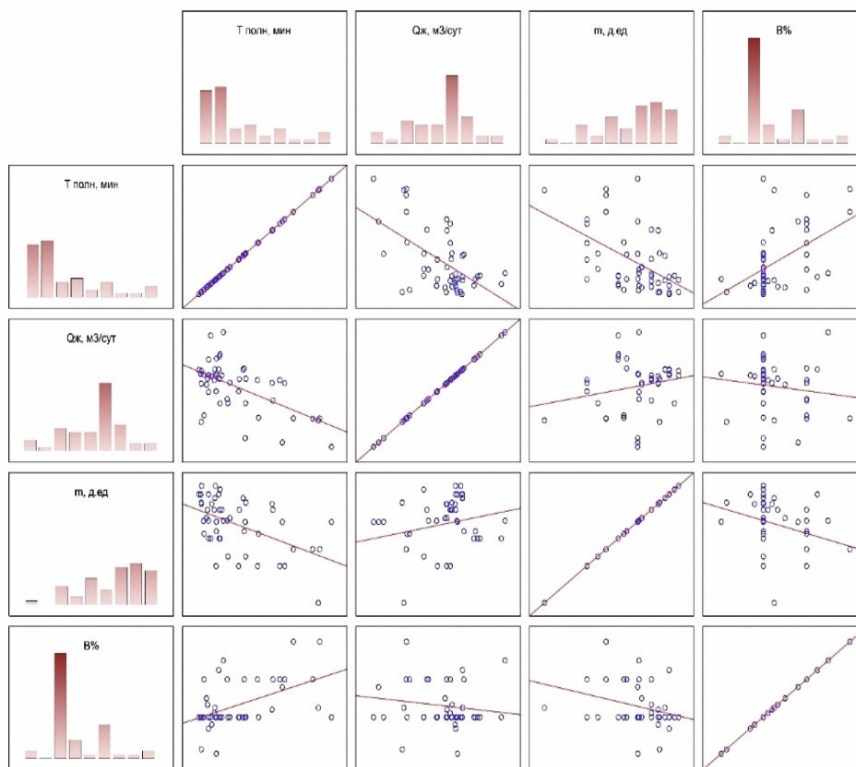 Т полн, мин
Qж, м3/сут
m, д.ед
B%
Т полн, мин
Qж, м3/сут
m, д.ед
B%